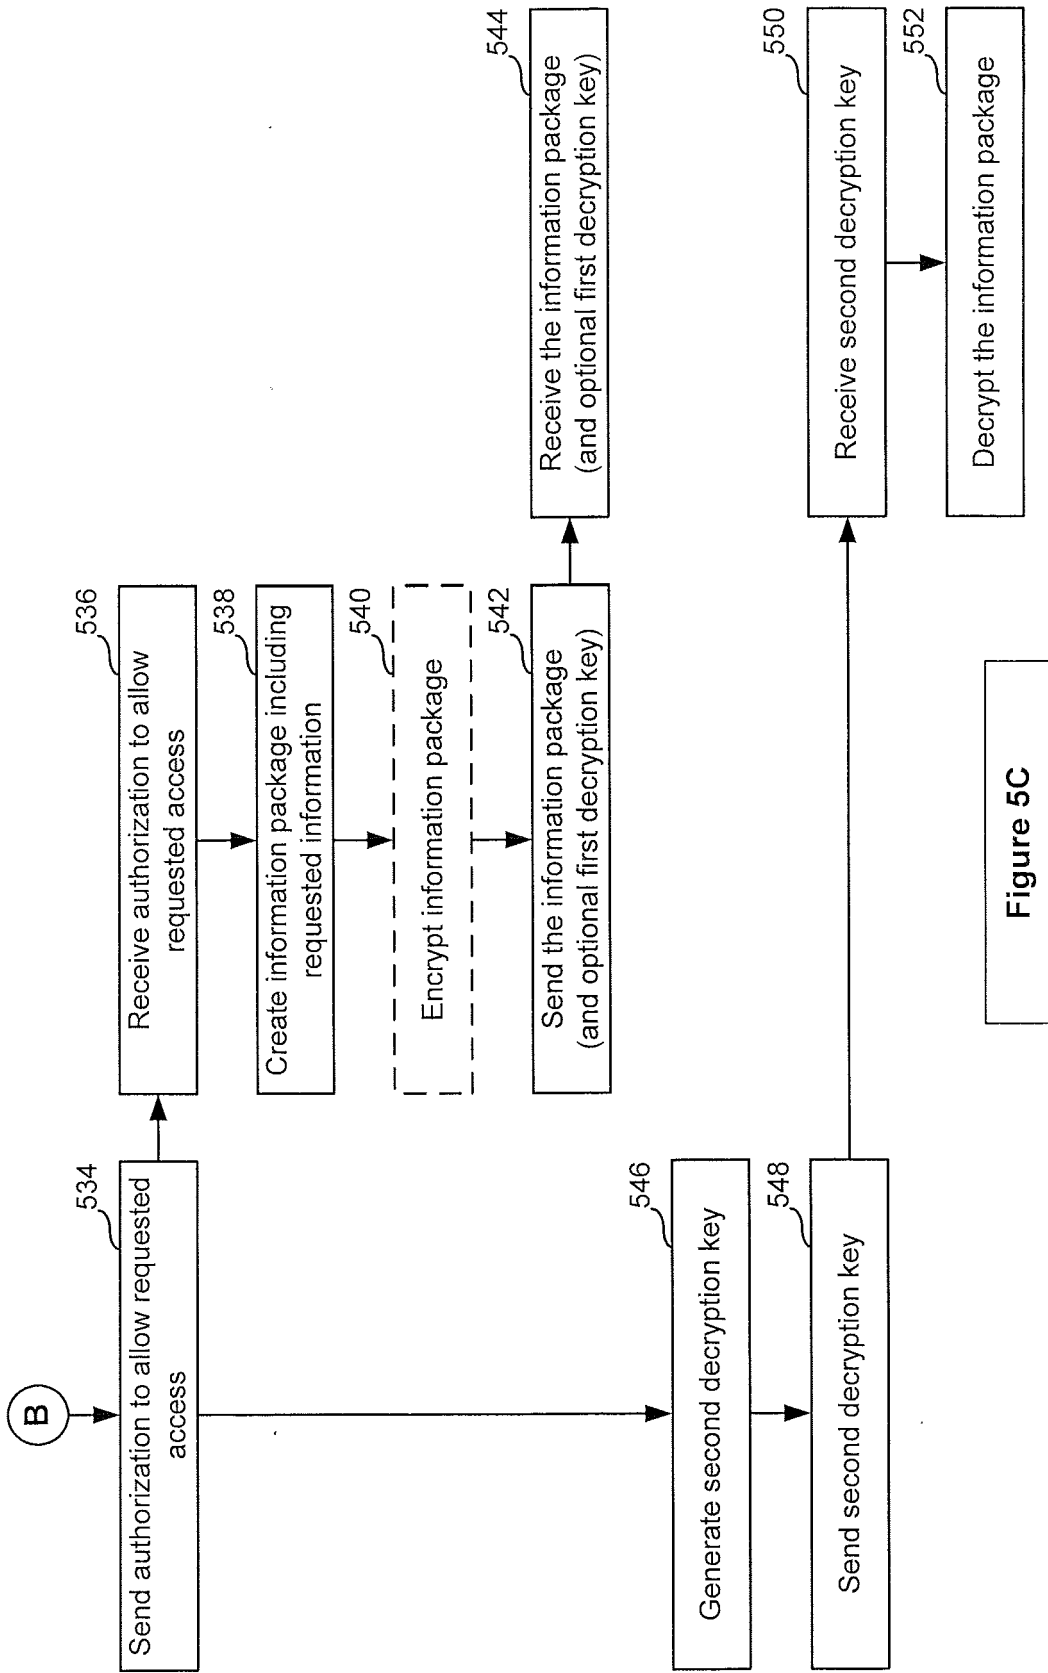 B
534
Send authorization to allow requested
access
536
Receive authorization to allow
requested access
538
Create information package including
requested information
540
Encrypt information package
542
Send the information package
(and optional first decryption key)
544
Receive the information package
(and optional first decryption key)
546
Generate second decryption key
548
Send second decryption key
550
Receive second decryption key
552
Decrypt the information package
Figure 5C